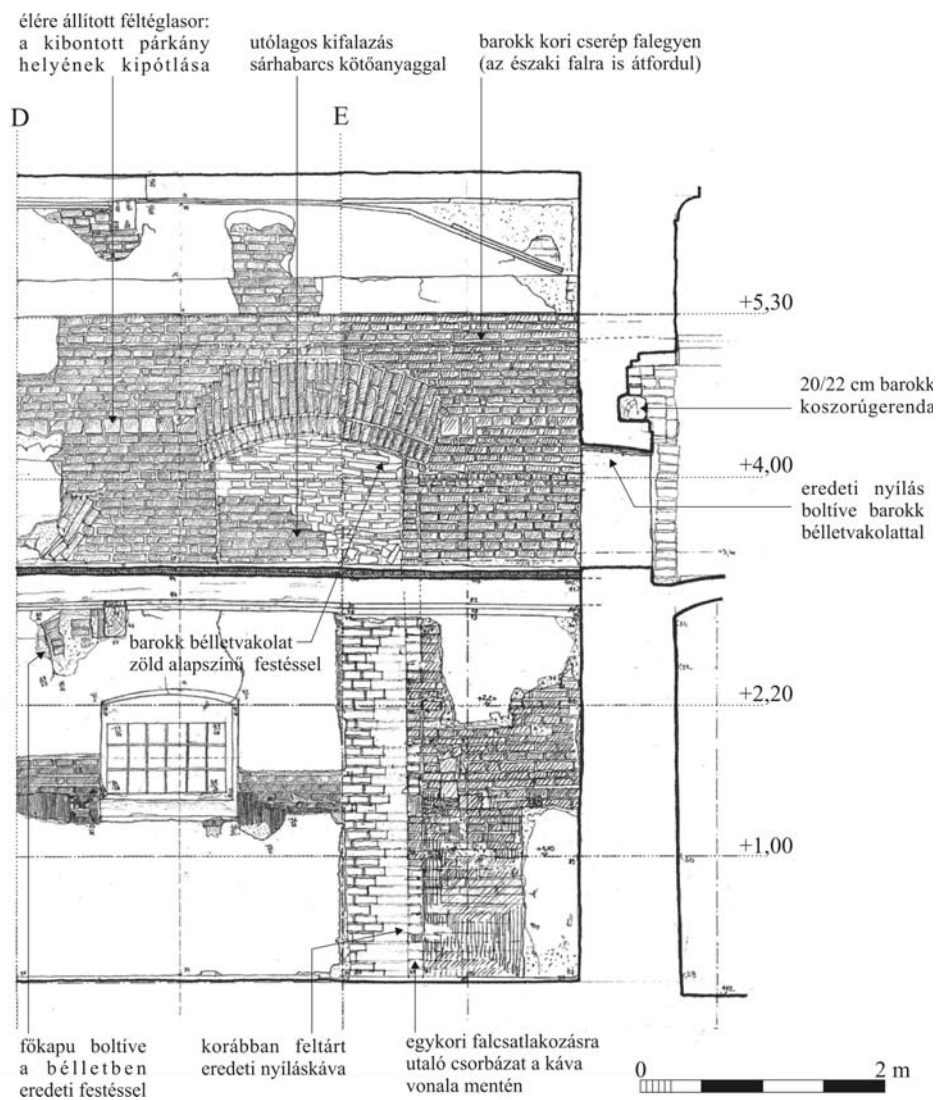 élére állított féltéglasor:
a kibontott párkány
helyének kipótlása
utólagos kifalazás
sárhabarcs kötőanyaggal
barokk kori cserép falegyen
(az északi falra is átfordul)
D
E
+5,30
20/22 cm barokk
koszorúgerenda
+4,00
eredeti nyílás
boltíve barokk
bélletvakolattal
barokk bélletvakolat
zöld alapszínű festéssel
+2,20
+1,00
főkapu boltíve
a bélletben
eredeti festéssel
korábban feltárt
eredeti nyíláskáva
egykori falcsatlakozásra
utaló csorbázat a káva
vonala mentén
0 2 m